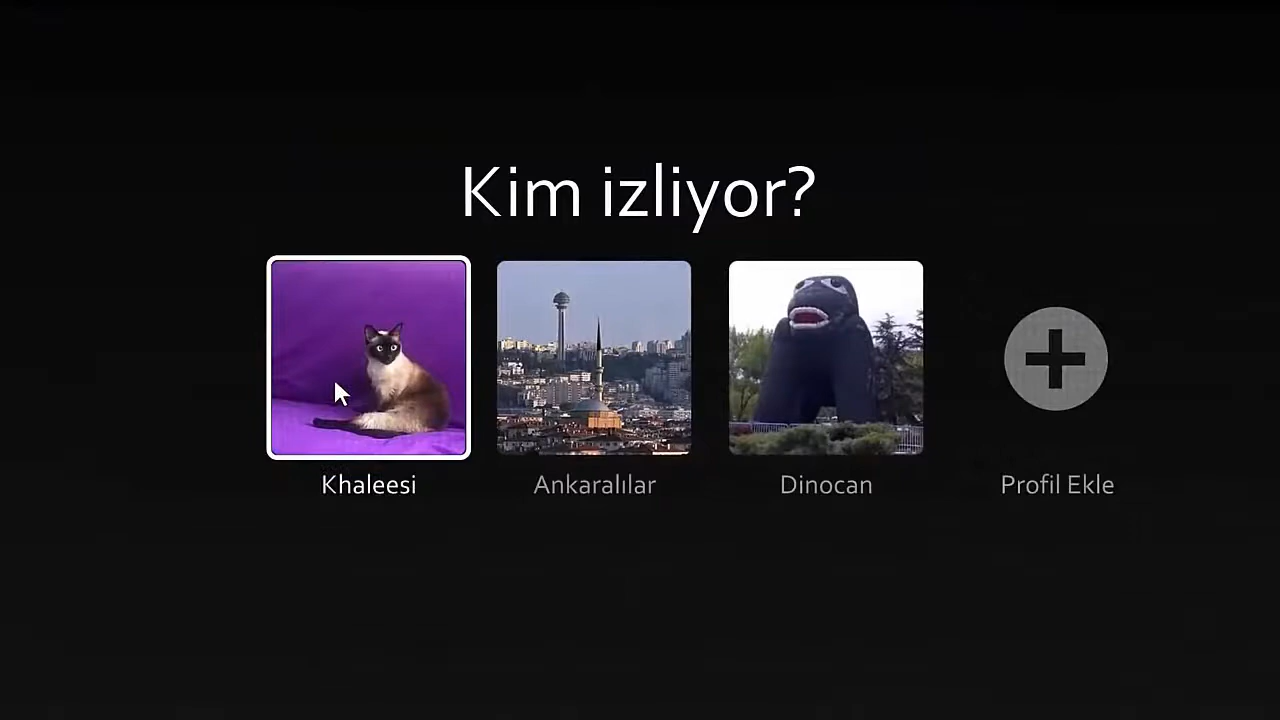 Kim izliyor?
Khaleesi
Ankaralılar
Dinocan
Profil Ekle